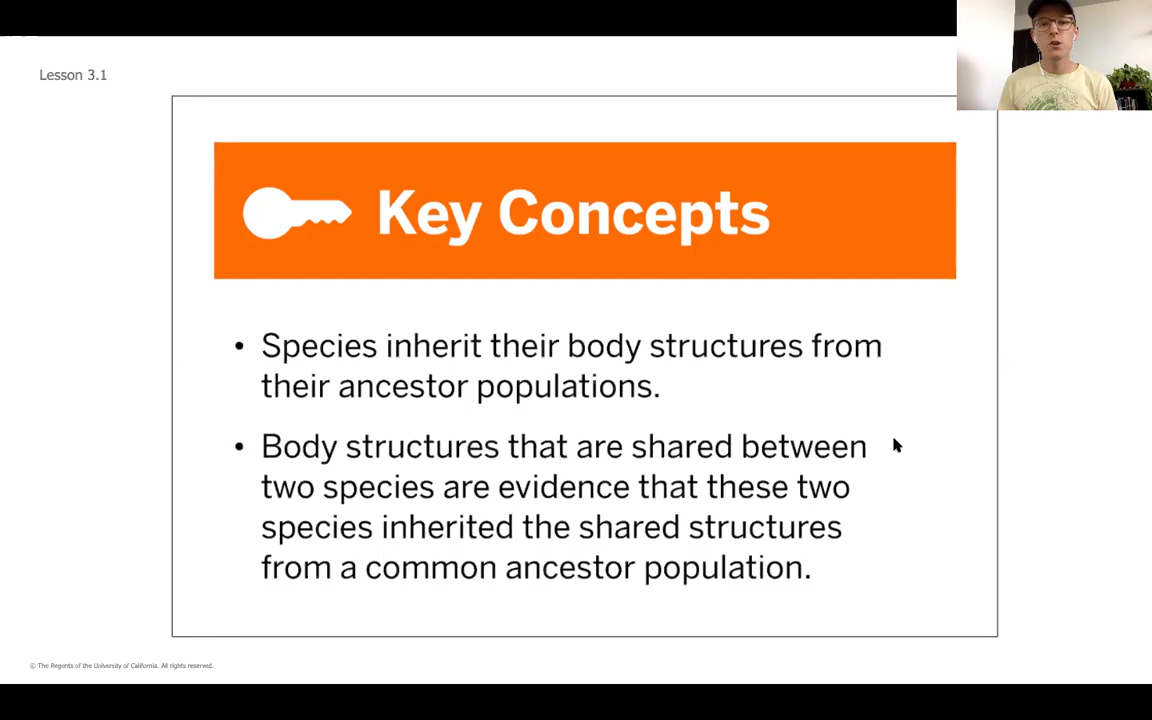 Lesson 3.1
Key Concepts
• Species inherit their body structures from
their ancestor populations.
• Body structures that are shared between
two species are evidence that these two
species inherited the shared structures
from a common ancestor population.
© The Regents of the University of California. All rights reserved.